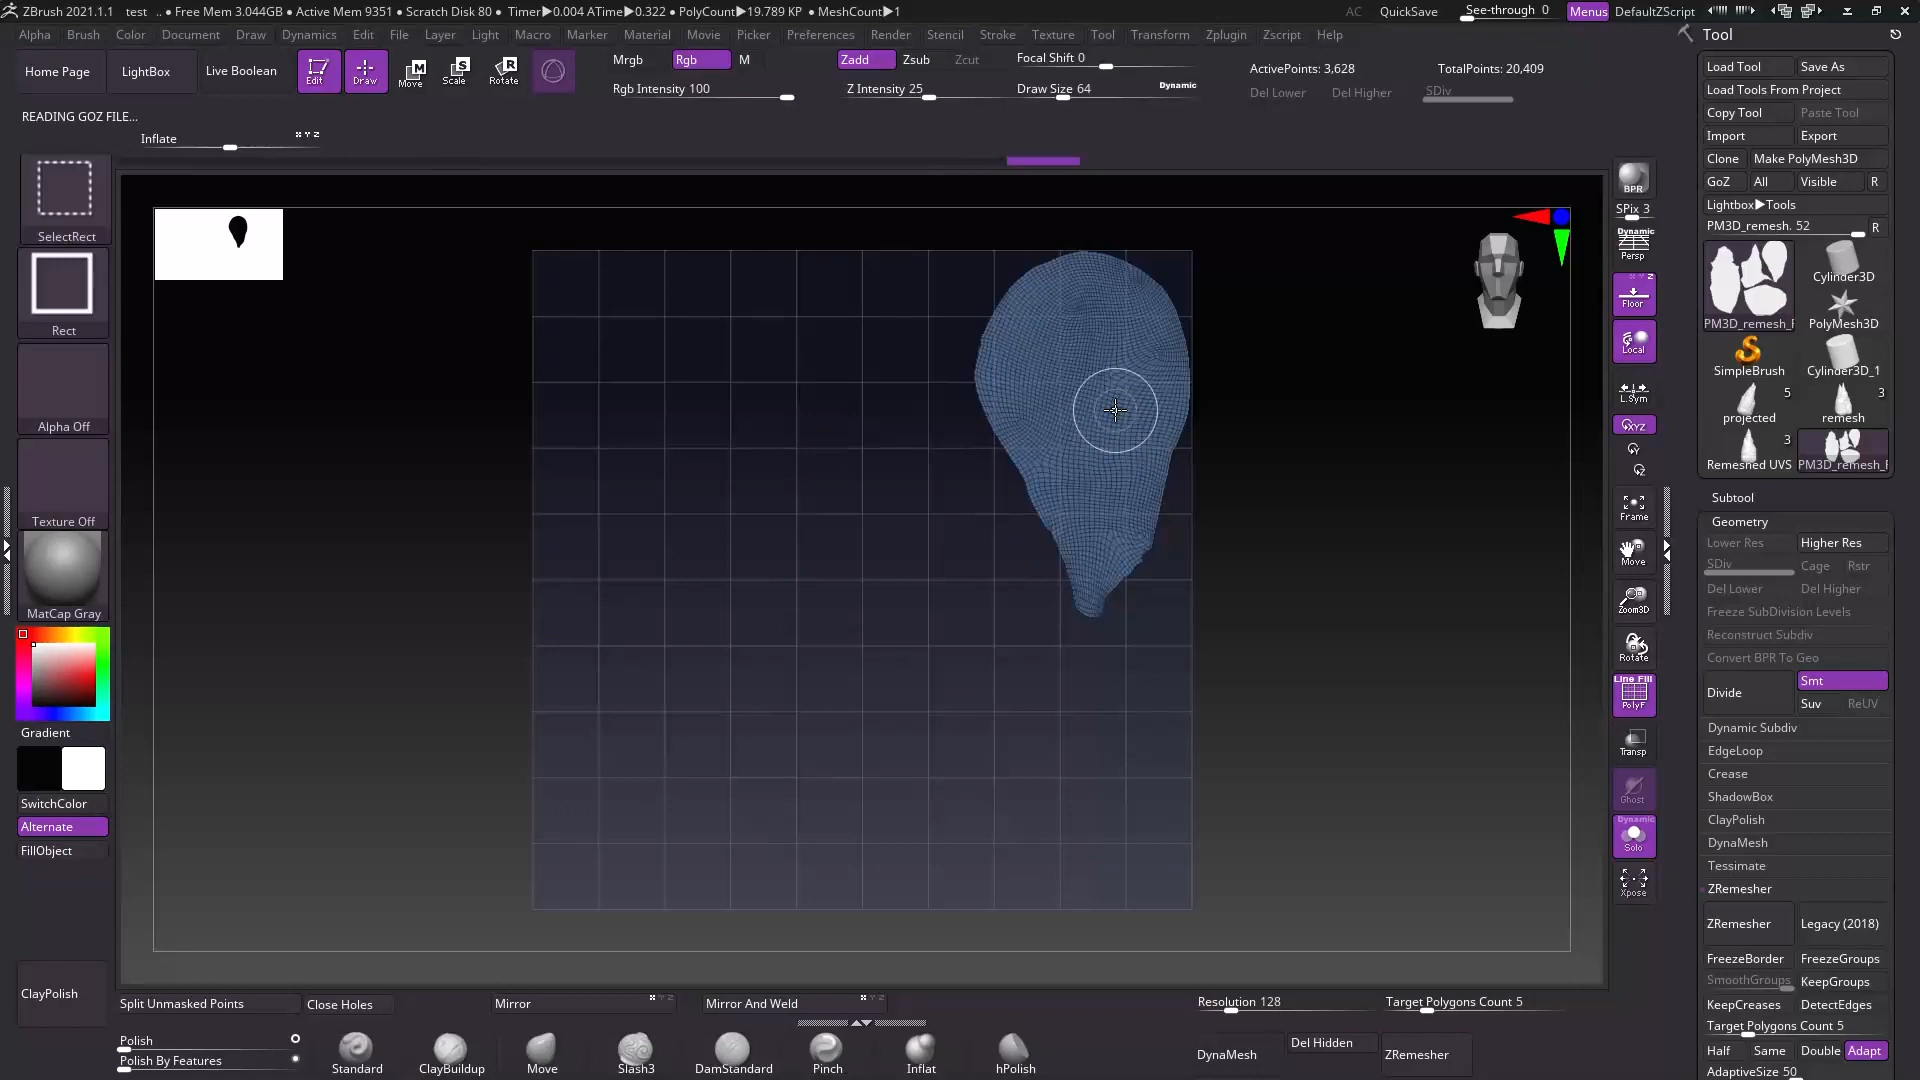 ZBrush 2021.1.1 test .. • Free Mem 3.044GB • Active Mem 9351 • Scratch Disk 80 • Timer▶0.004 ATime▶0.322 • PolyCount▶19.789 KP • MeshCount▶1
AC QuickSave See-through 0 Menus DefaultZScript
Alpha Brush Color Document Draw Dynamics Edit File Layer Light Macro Marker Material Movie Picker Preferences Render Stencil Stroke Texture Tool Transform Zplugin Zscript Help
Home Page LightBox Live Boolean Edit Draw Move Scale Rotate
Mrgb Rgb M Zadd Zsub Zcut Focal Shift 0 ActivePoints: 3,628 TotalPoints: 20,409
Rgb Intensity 100 Z Intensity 25 Draw Size 64 Dynamic Del Lower Del Higher SDiv
READING GOZ FILE...
Inflate X Y Z
SelectRect
Rect
Alpha Off
Texture Off
MatCap Gray
Gradient
SwitchColor
Alternate
FillObject
ClayPolish
BPR
SPix 3
Dynamic
Persp
Floor
Local
L.Sym
XYZ
Y
Z
Frame
Move
Zoom3D
Rotate
Line Fill
PolyF
Transp
Ghost
Dynamic
Solo
Xpose
Tool
Load Tool Save As
Load Tools From Project
Copy Tool Paste Tool
Import Export
Clone Make PolyMesh3D
GoZ All Visible R
Lightbox▶Tools
PM3D_remesh. 52 R
Cylinder3D
PM3D_remesh_F PolyMesh3D
SimpleBrush Cylinder3D_1
5 3
projected remesh
3
Remeshed UVS PM3D_remesh_F
Subtool
Geometry
Lower Res Higher Res
SDiv Cage Rstr
Del Lower Del Higher
Freeze SubDivision Levels
Reconstruct Subdiv
Convert BPR To Geo
Divide Smt
Suv ReUV
Dynamic Subdiv
EdgeLoop
Crease
ShadowBox
ClayPolish
DynaMesh
Tessimate
ZRemesher
ZRemesher Legacy (2018)
FreezeBorder FreezeGroups
SmoothGroups KeepGroups
KeepCreases DetectEdges
Target Polygons Count 5
Half Same Double Adapt
AdaptiveSize 50
Split Unmasked Points Close Holes Mirror Mirror And Weld Resolution 128 Target Polygons Count 5
Polish
Polish By Features
Standard ClayBuildup Move Slash3 DamStandard Pinch Inflat hPolish
DynaMesh Del Hidden ZRemesher